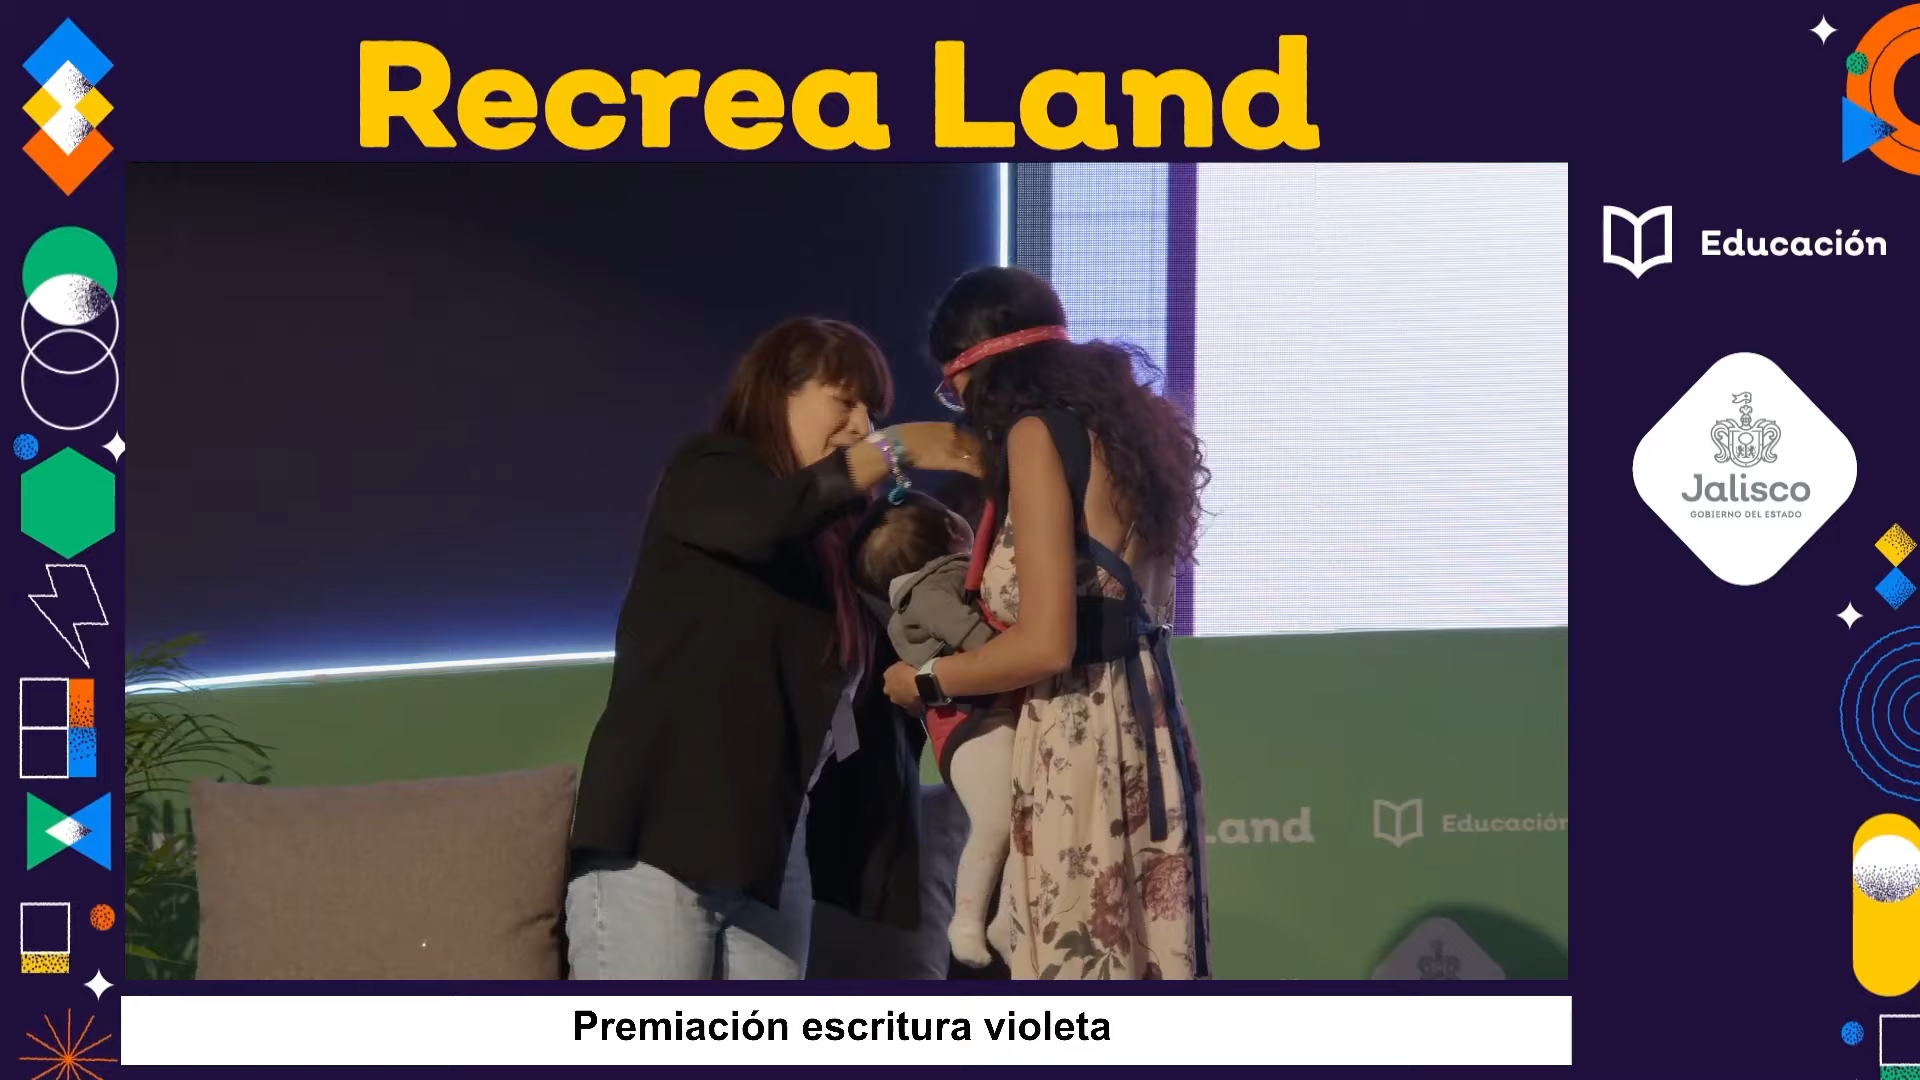 Recrea Land
Educación
Jalisco
GOBIERNO DEL ESTADO
Land
Educación
Premiación escritura violeta